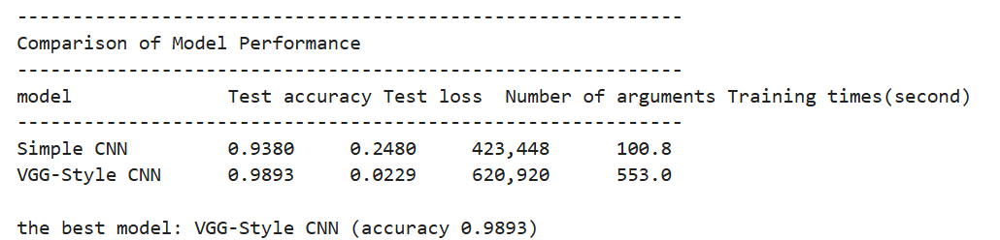 ------------------------------------------------------------
Comparison of Model Performance
------------------------------------------------------------
model              Test accuracy Test loss  Number of arguments Training times(second)
------------------------------------------------------------
Simple CNN         0.9380     0.2480     423,448      100.8
VGG-Style CNN      0.9893     0.0229     620,920      553.0
the best model: VGG-Style CNN (accuracy 0.9893)